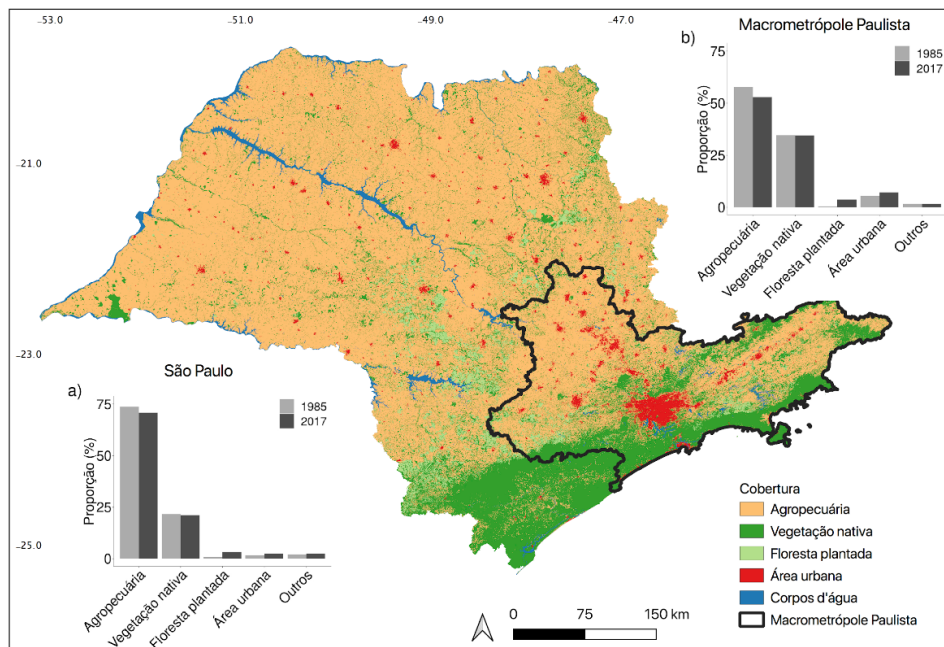 -53.0
-51.0
-49.0
-47.0
-21.0
-23.0
-25.0
b)
Macrometrópole Paulista
1985
2017
75
50
25
0
Proporção (%)
Agropecuária
Vegetação nativa
Floresta plantada
Área urbana
Outros
a)
São Paulo
1985
2017
75
50
25
0
Proporção (%)
Agropecuária
Vegetação nativa
Floresta plantada
Área urbana
Outros
Cobertura
Agropecuária
Vegetação nativa
Floresta plantada
Área urbana
Corpos d'água
Macrometrópole Paulista
0 75 150 km